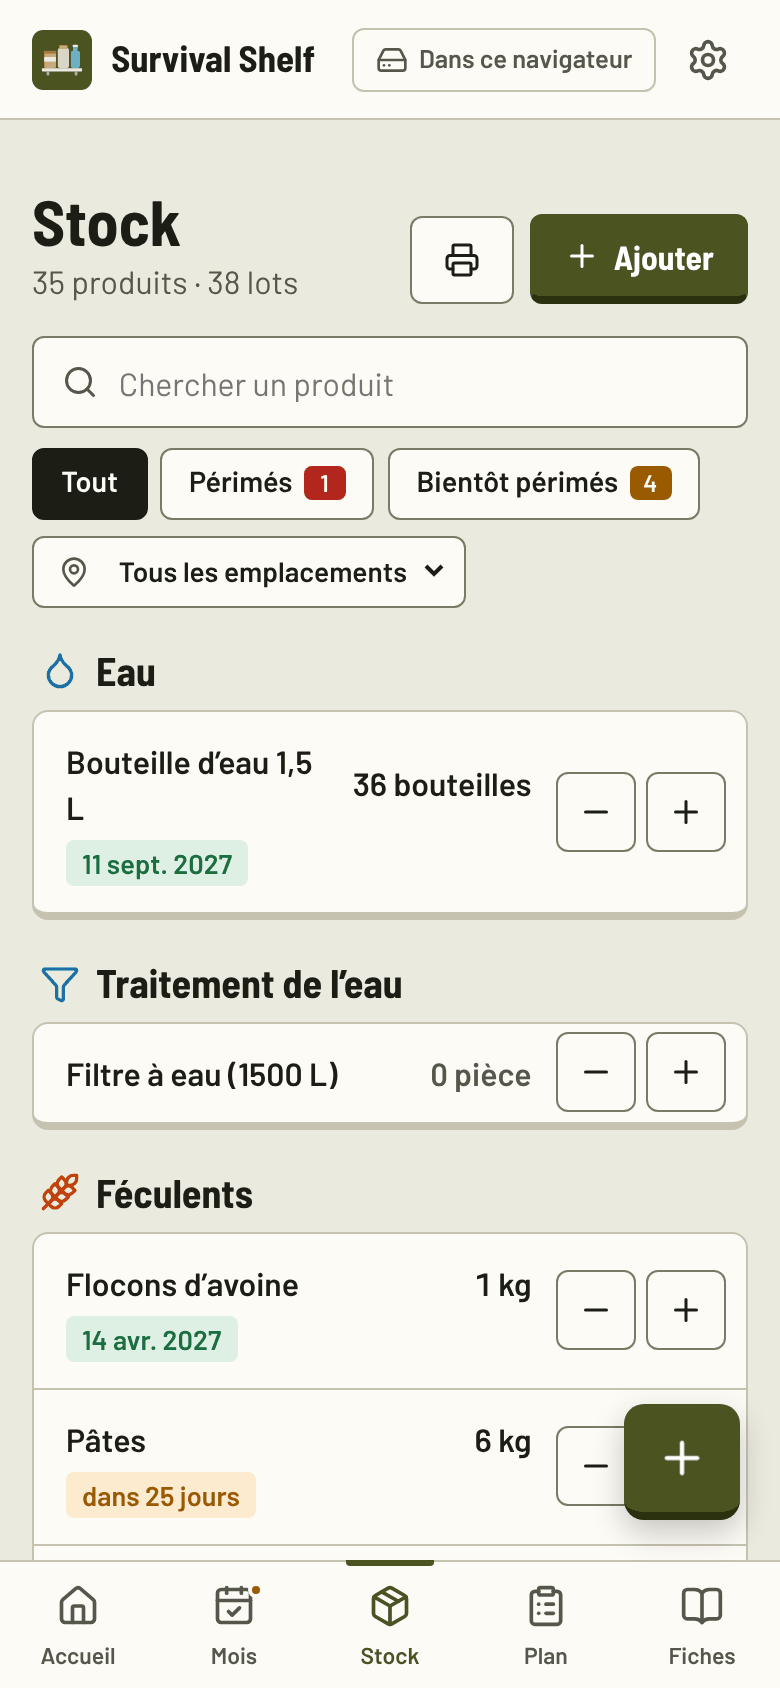 Survival Shelf
Dans ce navigateur
Stock
35 produits · 38 lots
Ajouter
Chercher un produit
Tout
Périmés 1
Bientôt périmés 4
Tous les emplacements
Eau
Bouteille d’eau 1,5
L
36 bouteilles
11 sept. 2027
Traitement de l’eau
Filtre à eau (1500 L)
0 pièce
Féculents
Flocons d’avoine
1 kg
14 avr. 2027
Pâtes
6 kg
dans 25 jours
Accueil
Mois
Stock
Plan
Fiches